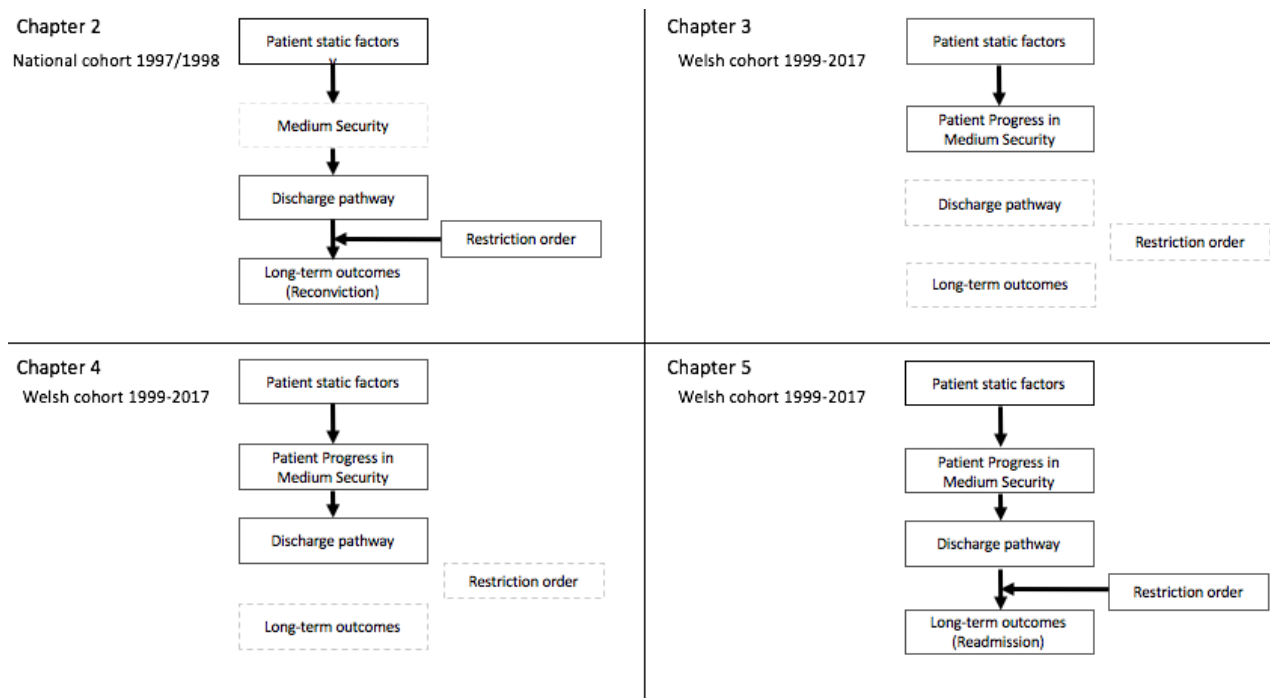 Chapter 2
National cohort 1997/1998
Patient static factors
Medium Security
Discharge pathway
Restriction order
Long-term outcomes
(Reconviction)
Chapter 3
Welsh cohort 1999-2017
Patient static factors
Patient Progress in
Medium Security
Discharge pathway
Restriction order
Long-term outcomes
Chapter 4
Welsh cohort 1999-2017
Patient static factors
Patient Progress in
Medium Security
Discharge pathway
Restriction order
Long-term outcomes
Chapter 5
Welsh cohort 1999-2017
Patient static factors
Patient Progress in
Medium Security
Discharge pathway
Restriction order
Long-term outcomes
(Readmission)